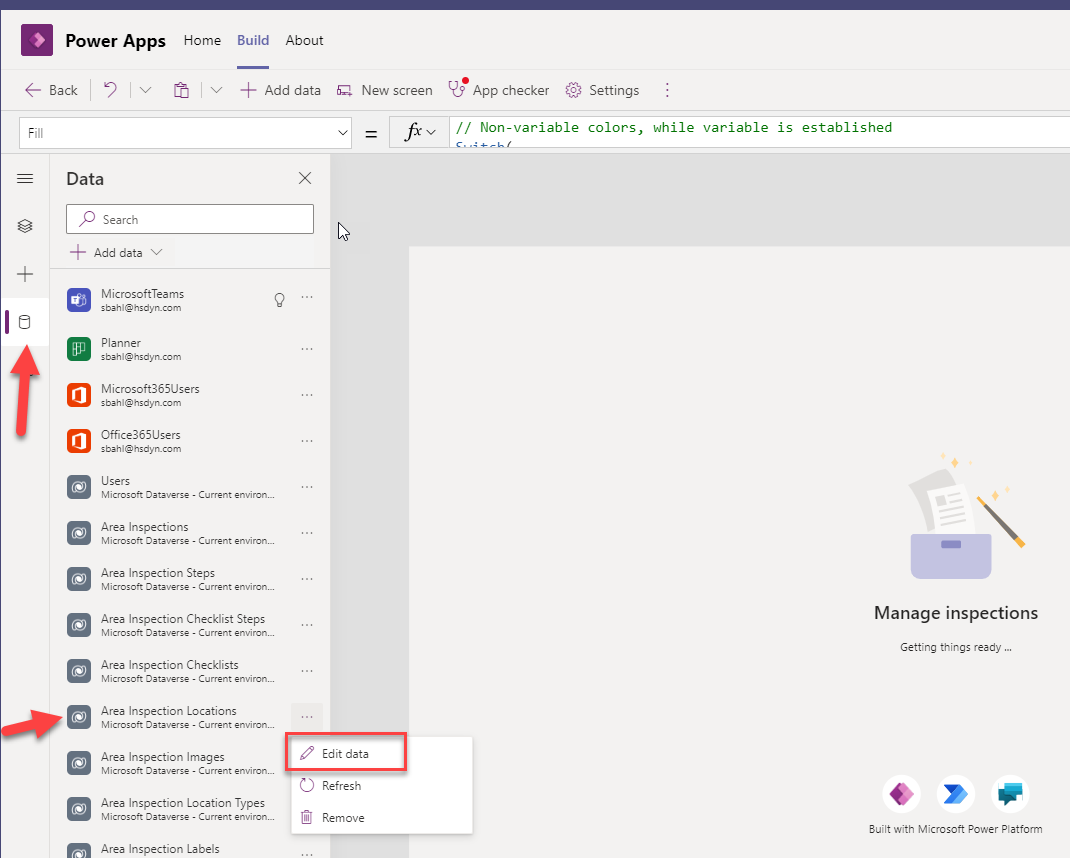 Power Apps Home Build About
Back Add data New screen App checker Settings
Fill = fx // Non-variable colors, while variable is established
Switch(
Data
Search
Add data
MicrosoftTeams
sbahl@hsdyn.com
Planner
sbahl@hsdyn.com
Microsoft365Users
sbahl@hsdyn.com
Office365Users
sbahl@hsdyn.com
Users
Microsoft Dataverse - Current environ...
Area Inspections
Microsoft Dataverse - Current environ...
Area Inspection Steps
Microsoft Dataverse - Current environ...
Area Inspection Checklist Steps
Microsoft Dataverse - Current environ...
Area Inspection Checklists
Microsoft Dataverse - Current environ...
Area Inspection Locations
Microsoft Dataverse - Current environ...
Area Inspection Images
Microsoft Dataverse - Current environ...
Area Inspection Location Types
Microsoft Dataverse - Current environ...
Area Inspection Labels
Edit data
Refresh
Remove
Manage inspections
Getting things ready ...
Built with Microsoft Power Platform